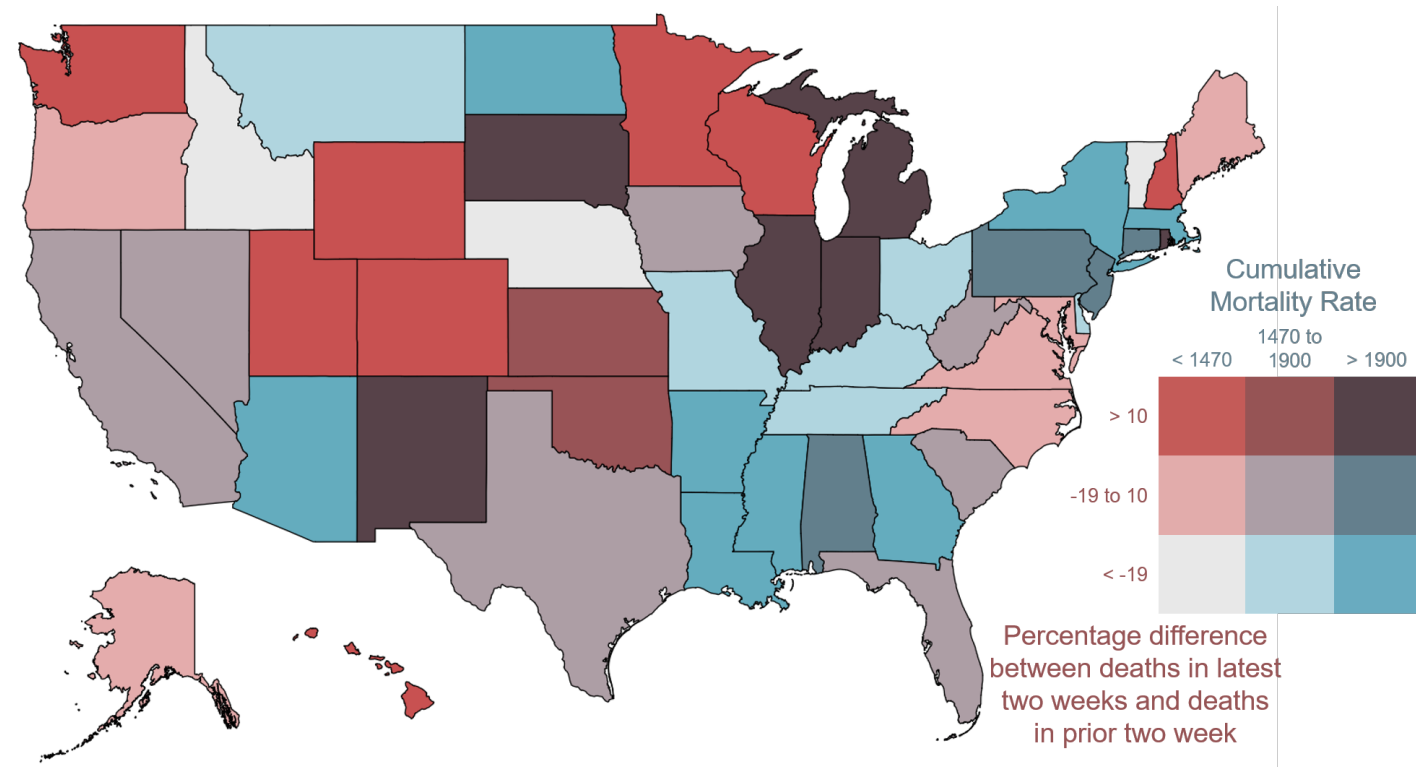 Cumulative
Mortality Rate
1470 to
< 1470 1900 > 1900
> 10
-19 to 10
< -19
Percentage difference
between deaths in latest
two weeks and deaths
in prior two week